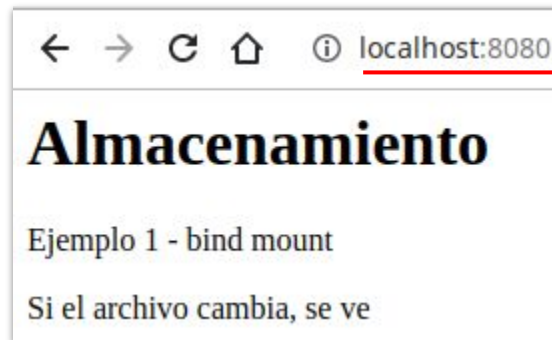 localhost:8080
Almacenamiento
Ejemplo 1 - bind mount
Si el archivo cambia, se ve